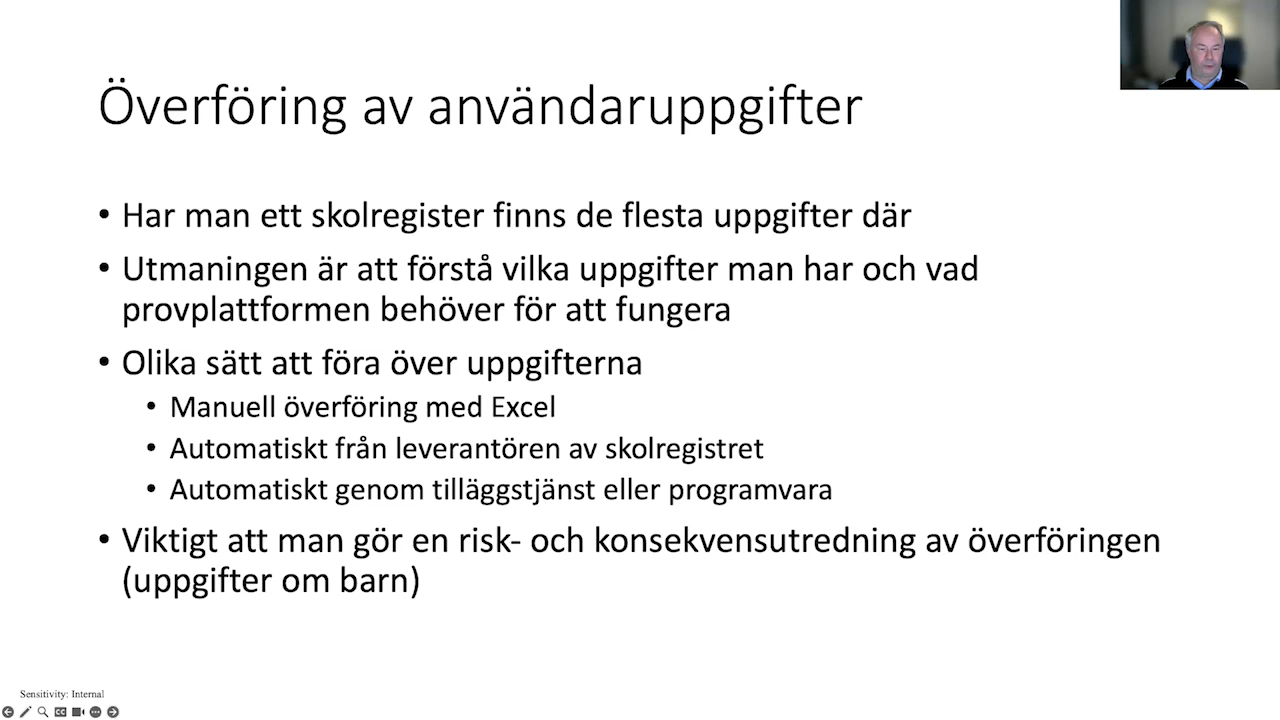 Överföring av användaruppgifter
• Har man ett skolregister finns de flesta uppgifter där
• Utmaningen är att förstå vilka uppgifter man har och vad
provplattformen behöver för att fungera
• Olika sätt att föra över uppgifterna
• Manuell överföring med Excel
• Automatiskt från leverantören av skolregistret
• Automatiskt genom tilläggstjänst eller programvara
• Viktigt att man gör en risk- och konsekvensutredning av överföringen
(uppgifter om barn)
Sensitivity: Internal